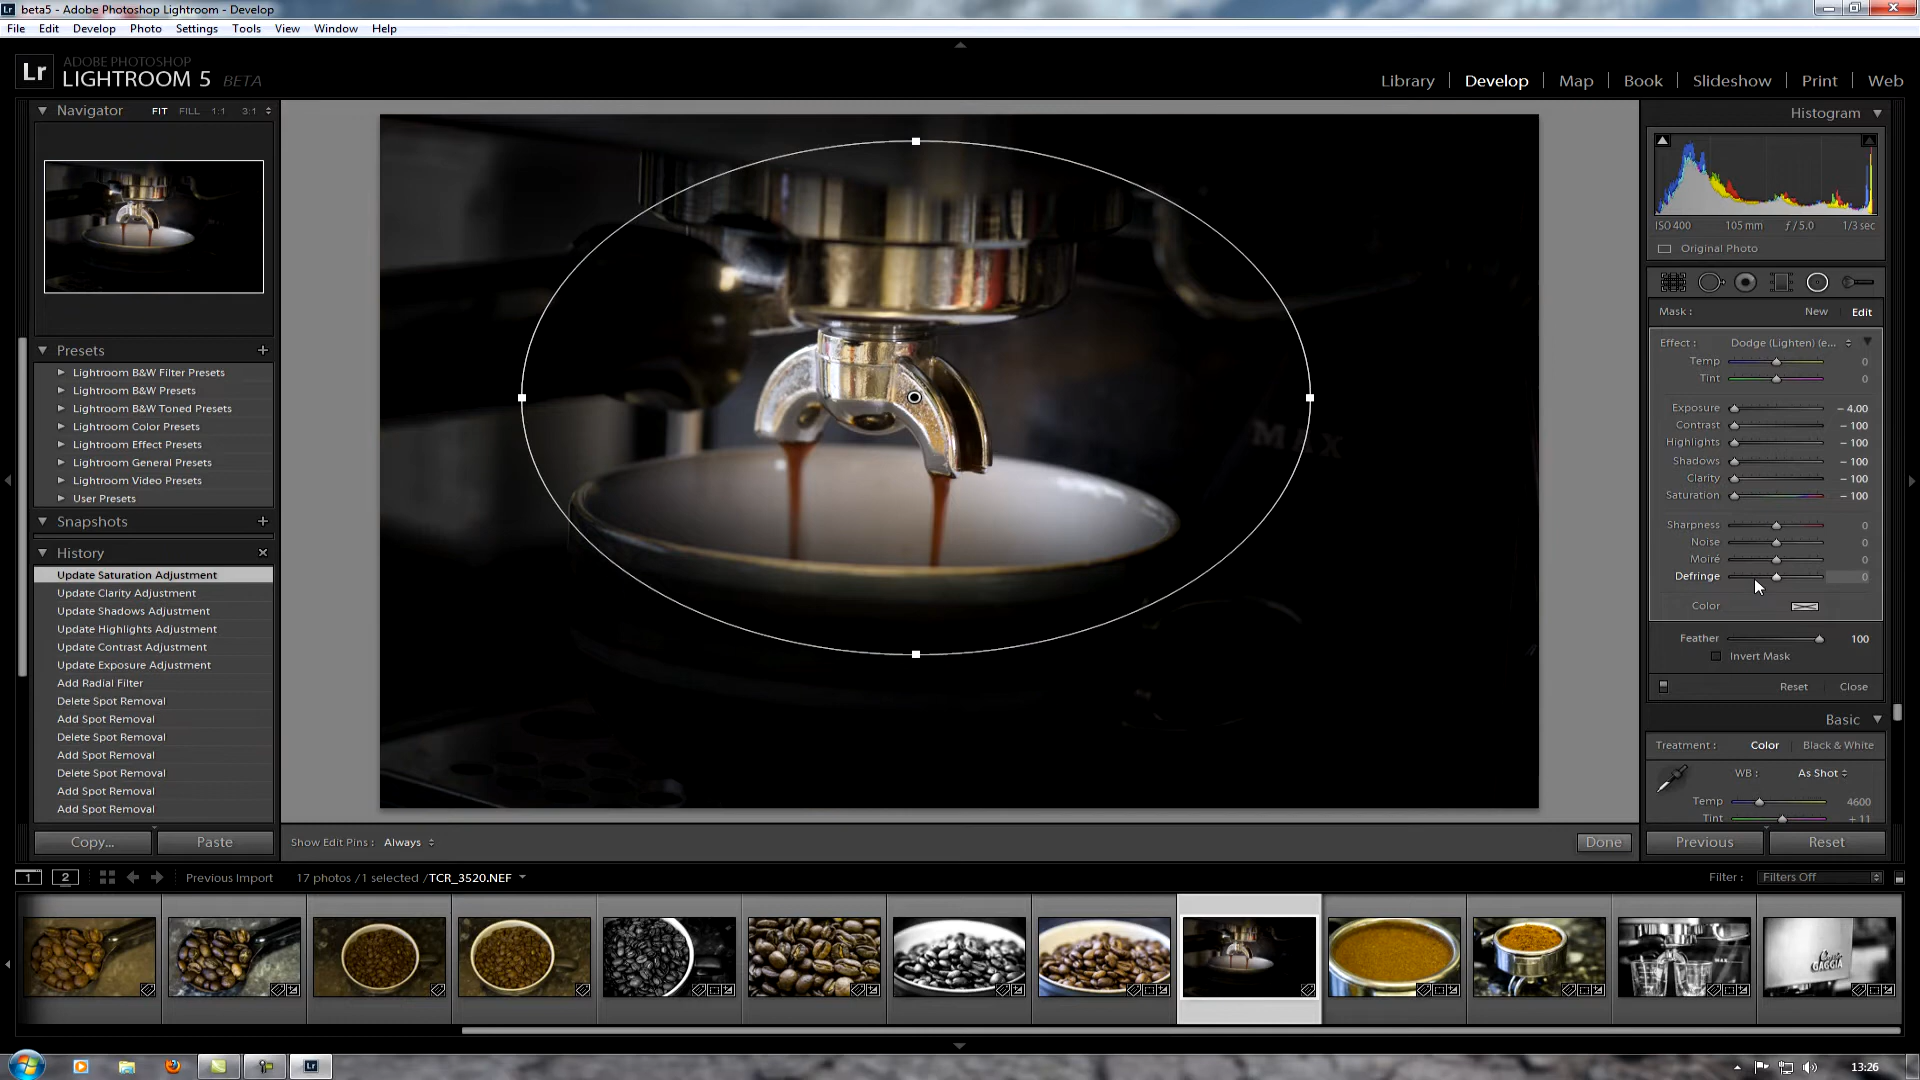 beta5 - Adobe Photoshop Lightroom - Develop
File Edit Develop Photo Settings Tools View Window Help
Lr ADOBE PHOTOSHOP
LIGHTROOM 5 BETA
Library Develop Map Book Slideshow Print Web
Navigator FIT FILL 1:1 3:1
Presets
Lightroom B&W Filter Presets
Lightroom B&W Presets
Lightroom B&W Toned Presets
Lightroom Color Presets
Lightroom Effect Presets
Lightroom General Presets
Lightroom Video Presets
User Presets
Snapshots
History
Update Saturation Adjustment
Update Clarity Adjustment
Update Shadows Adjustment
Update Highlights Adjustment
Update Contrast Adjustment
Update Exposure Adjustment
Add Radial Filter
Delete Spot Removal
Add Spot Removal
Delete Spot Removal
Add Spot Removal
Delete Spot Removal
Add Spot Removal
Add Spot Removal
Copy... Paste
MAX
Show Edit Pins : Always
Done
Histogram
ISO 400 105 mm ƒ / 5.0 1/3 sec
Original Photo
Mask : New Edit
Effect : Dodge (Lighten) (e...
Temp 0
Tint 0
Exposure – 4.00
Contrast – 100
Highlights – 100
Shadows – 100
Clarity – 100
Saturation – 100
Sharpness 0
Noise 0
Moiré 0
Defringe 0
Color
Feather 100
Invert Mask
Reset Close
Basic
Treatment : Color Black & White
WB : As Shot
Temp 4600
Tint + 11
Previous Reset
1 2 Previous Import 17 photos / 1 selected / TCR_3520.NEF
Filter : Filters Off
MAX
GAGGIA
Lr
13:26